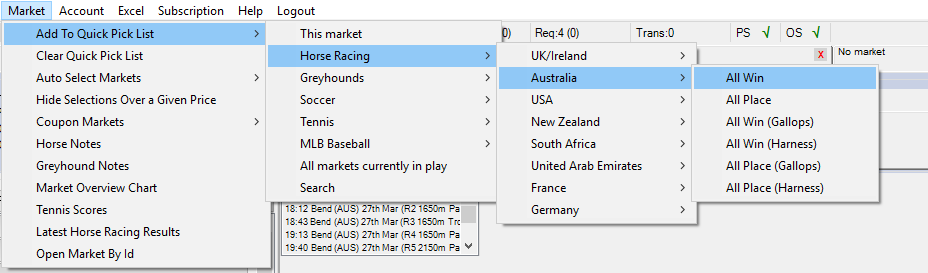 Market Account Excel Subscription Help Logout
Add To Quick Pick List
Clear Quick Pick List
Auto Select Markets
Hide Selections Over a Given Price
Coupon Markets
Horse Notes
Greyhound Notes
Market Overview Chart
Tennis Scores
Latest Horse Racing Results
Open Market By Id
This market
Horse Racing
Greyhounds
Soccer
Tennis
MLB Baseball
All markets currently in play
Search
0) Req:4 (0) Trans:0 PS √ OS √
X No market
UK/Ireland
Australia
USA
New Zealand
South Africa
United Arab Emirates
France
Germany
All Win
All Place
All Win (Gallops)
All Win (Harness)
All Place (Gallops)
All Place (Harness)
18:12 Bend (AUS) 27th Mar (R2 1650m Pa
18:43 Bend (AUS) 27th Mar (R3 1650m Tro
19:13 Bend (AUS) 27th Mar (R4 1650m Pa
19:40 Bend (AUS) 27th Mar (R5 2150m Pa